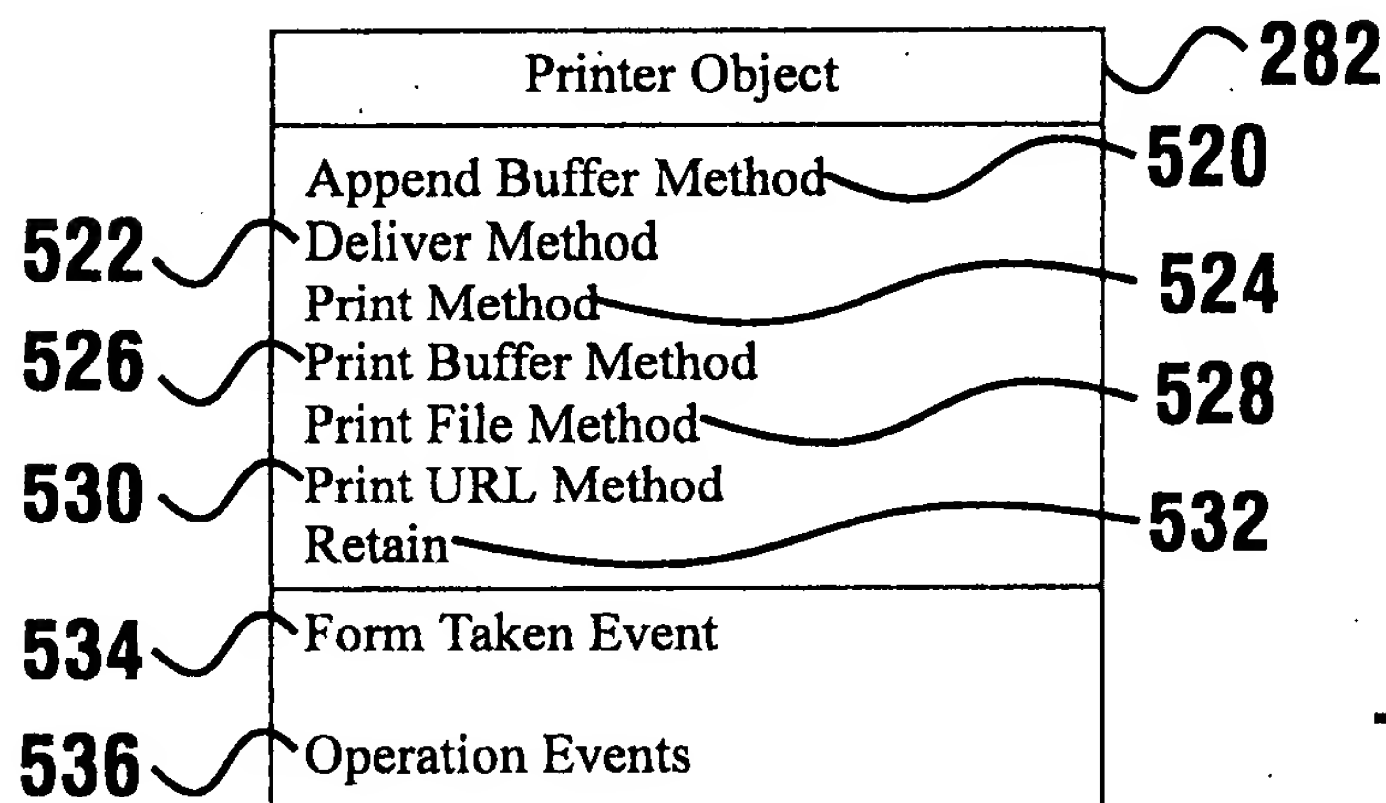 Printer Object 282
Append Buffer Method 520
522 Deliver Method
Print Method 524
526 Print Buffer Method
Print File Method 528
530 Print URL Method
Retain 532
534 Form Taken Event
536 Operation Events